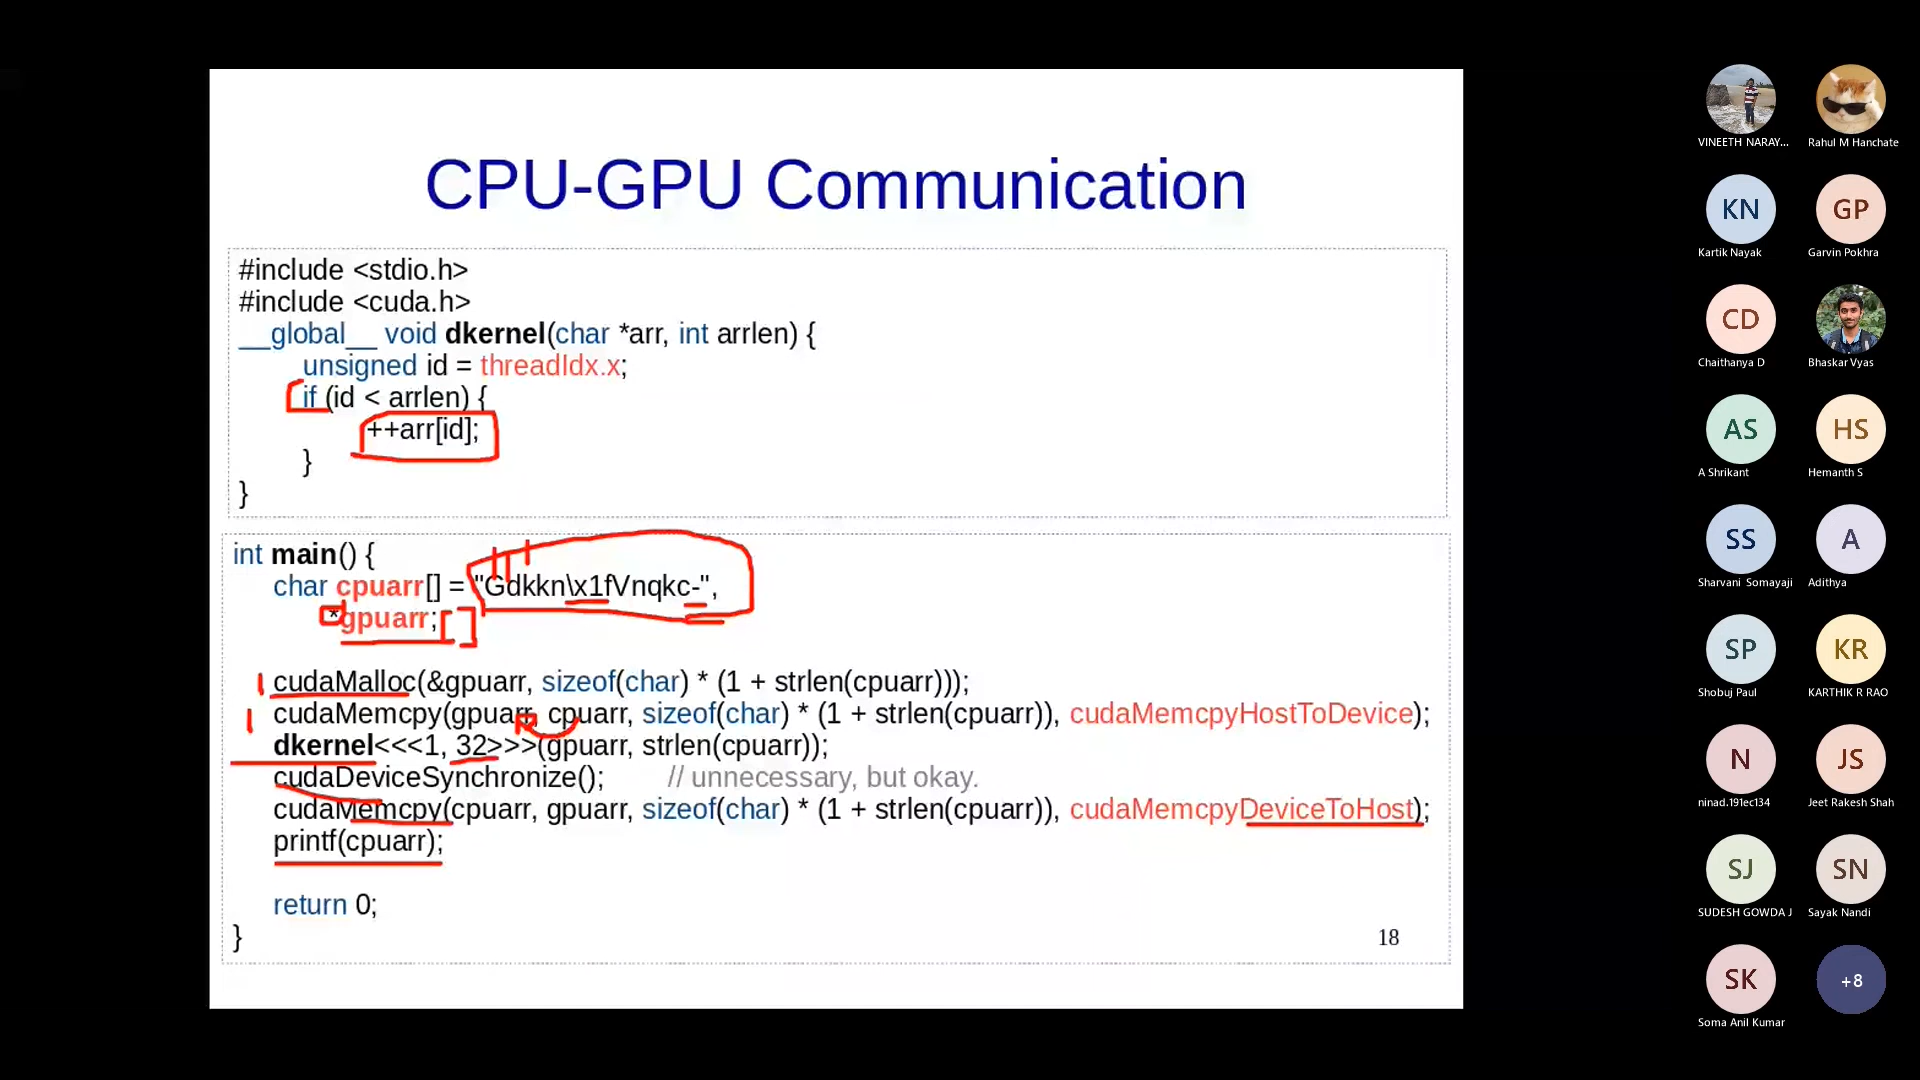 CPU-GPU Communication
#include <stdio.h>
#include <cuda.h>
__global__ void dkernel(char *arr, int arrlen) {
unsigned id = threadIdx.x;
if (id < arrlen) {
++arr[id];
}
}
int main() {
char cpuarr[] = "Gdkkn\x1fVnqkc-",
*gpuarr;
cudaMalloc(&gpuarr, sizeof(char) * (1 + strlen(cpuarr)));
cudaMemcpy(gpuarr, cpuarr, sizeof(char) * (1 + strlen(cpuarr)), cudaMemcpyHostToDevice);
dkernel<<<1, 32>>>(gpuarr, strlen(cpuarr));
cudaDeviceSynchronize(); // unnecessary, but okay.
cudaMemcpy(cpuarr, gpuarr, sizeof(char) * (1 + strlen(cpuarr)), cudaMemcpyDeviceToHost);
printf(cpuarr);
return 0;
}
18
VINEETH NARAY... Rahul M Hanchate
KN GP
Kartik Nayak Garvin Pokhra
CD
Chaithanya D Bhaskar Vyas
AS HS
A Shrikant Hemanth S
SS A
Sharvani Somayaji Adithya
SP KR
Shobuj Paul KARTHIK R RAO
N JS
ninad.191ec134 Jeet Rakesh Shah
SJ SN
SUDESH GOWDA J Sayak Nandi
SK +8
Soma Anil Kumar